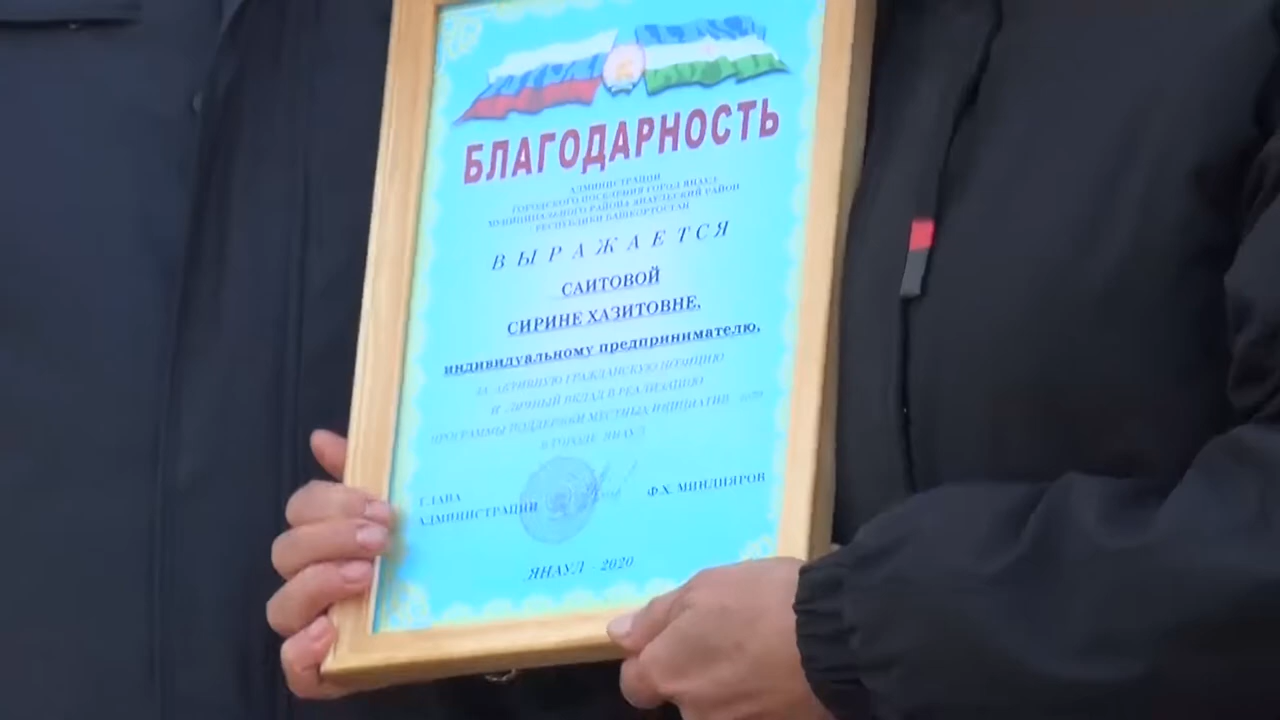 БЛАГОДАРНОСТЬ
АДМИНИСТРАЦИИ
ГОРОДСКОГО ПОСЕЛЕНИЯ ГОРОД ЯНАУЛ
МУНИЦИПАЛЬНОГО РАЙОНА ЯНАУЛЬСКИЙ РАЙОН
РЕСПУБЛИКИ БАШКОРТОСТАН
ВЫРАЖАЕТСЯ
САИТОВОЙ
СИРИНЕ ХАЗИТОВНЕ,
индивидуальному предпринимателю,
ЗА АКТИВНУЮ ГРАЖДАНСКУЮ ПОЗИЦИЮ
И ЛИЧНЫЙ ВКЛАД В РЕАЛИЗАЦИЮ
ПРОГРАММЫ ПОДДЕРЖКИ МЕСТНЫХ ИНИЦИАТИВ - 2020
В ГОРОДЕ ЯНАУЛ
ГЛАВА
АДМИНИСТРАЦИИ
Ф.Х. МИНДИЯРОВ
ЯНАУЛ - 2020